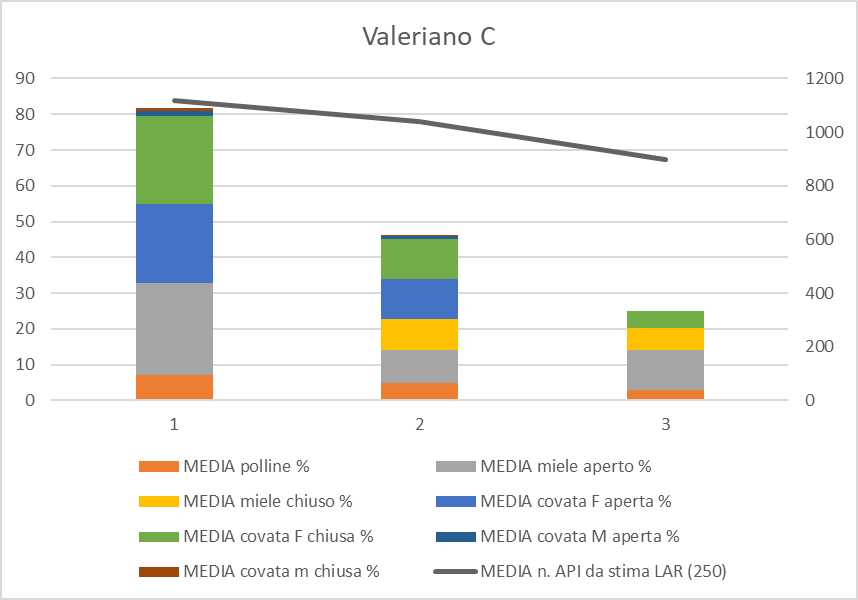 Valeriano C
90 1200
80 1000
70
60 800
50 600
40
30 400
20 200
10
0 0
1 2 3
MEDIA polline % MEDIA miele aperto %
MEDIA miele chiuso % MEDIA covata F aperta %
MEDIA covata F chiusa % MEDIA covata M aperta %
MEDIA covata m chiusa % MEDIA n. API da stima LAR (250)